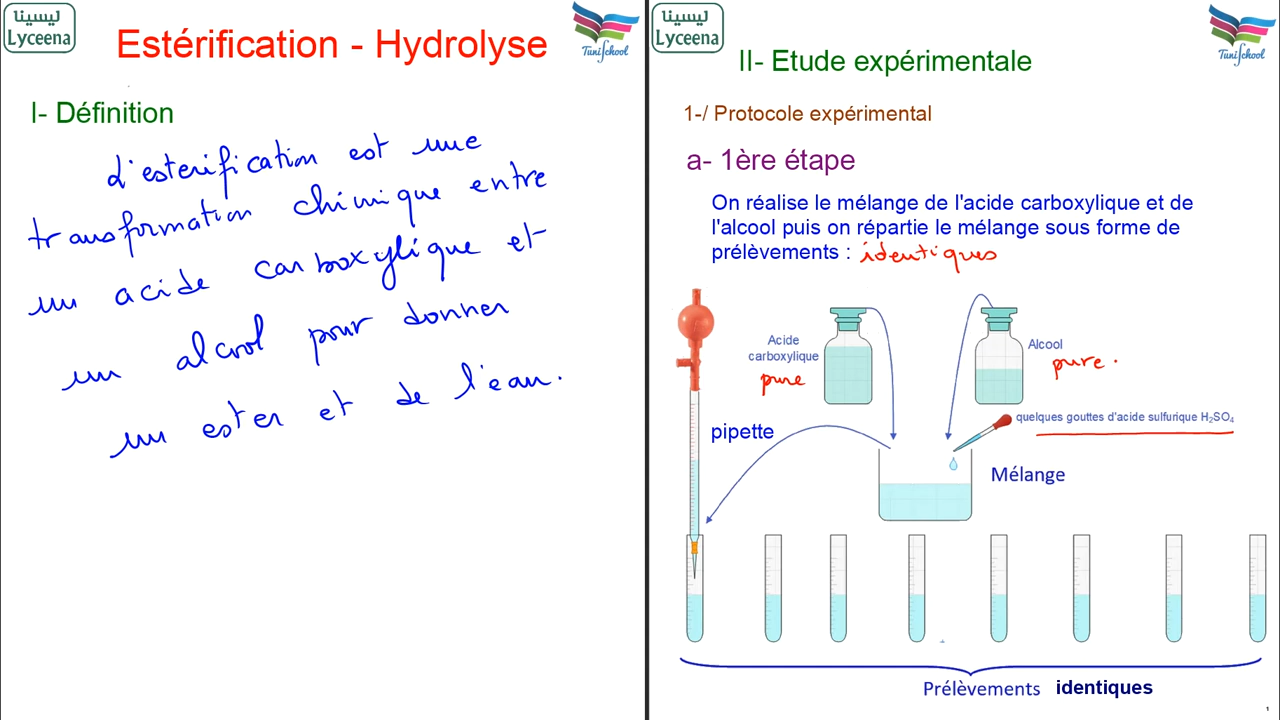 ليسينا
Lyceena
Estérification - Hydrolyse
TuniSchool
I- Définition
L'esterification est une
transformation chimique entre
un acide carboxylique et
un alcool pour donner
un ester et de l'eau.
ليسينا
Lyceena
TuniSchool
II- Etude expérimentale
1-/ Protocole expérimental
a- 1ère étape
On réalise le mélange de l'acide carboxylique et de
l'alcool puis on répartie le mélange sous forme de
prélèvements : identiques
Acide
carboxylique
pure
Alcool
pure.
quelques gouttes d'acide sulfurique H₂SO₄
pipette
Mélange
Prélèvements identiques
1